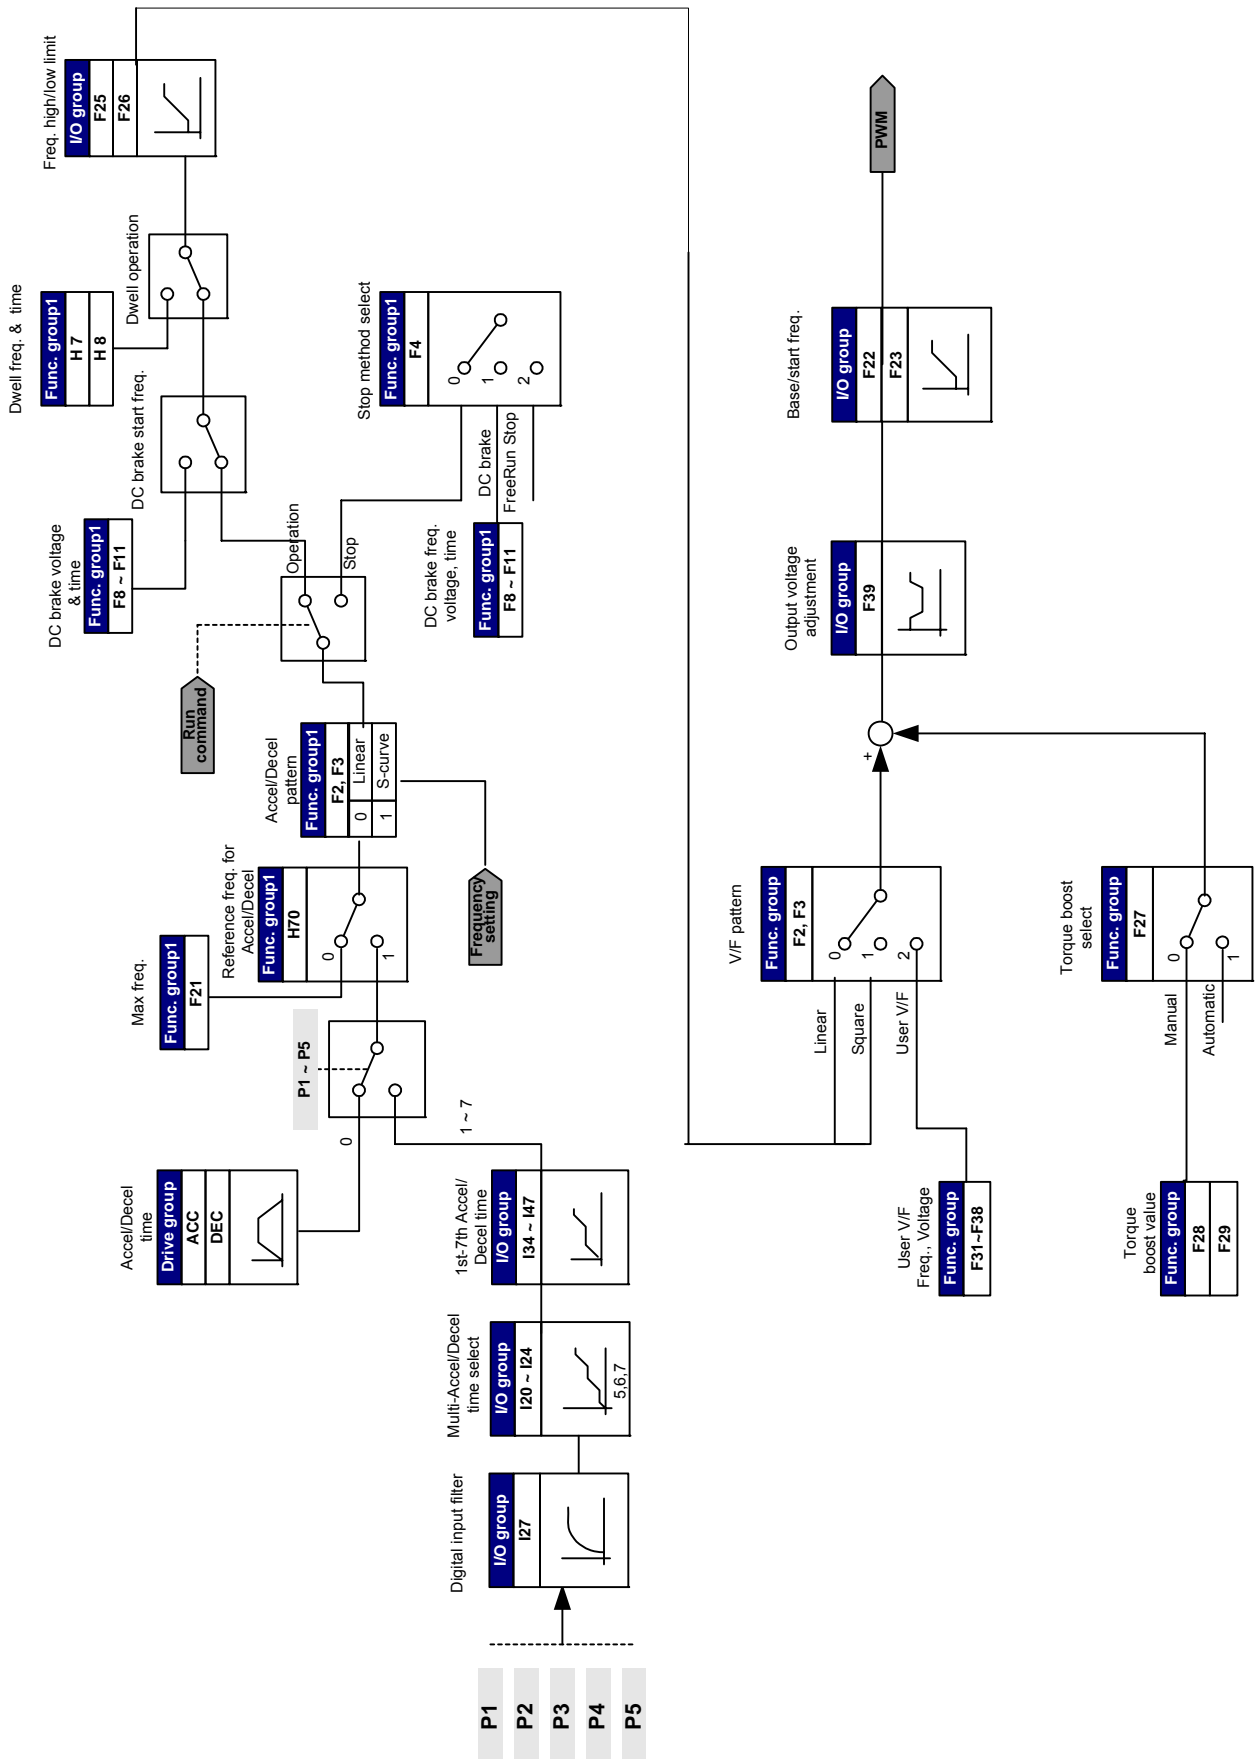 P1
P2
P3
P4
P5
Digital input filter
I/O group
I27
Multi-Accel/Decel
time select
I/O group
I20 ~ I24
5,6,7
1st-7th Accel/
Decel time
I/O group
I34 ~ I47
Accel/Decel
time
Drive group
ACC
DEC
0
1 ~ 7
P1 ~ P5
Max freq.
Func. group1
F21
Reference freq. for
Accel/Decel
Func. group1
H70
0
1
Frequency
setting
Accel/Decel
pattern
Func. group1
F2, F3
0
Linear
1
S-curve
Run
command
Operation
Stop
DC brake voltage
& time
Func. group1
F8 ~ F11
DC brake start freq.
Dwell freq. & time
Func. group1
H 7
H 8
Dwell operation
Freq. high/low limit
I/O group
F25
F26
DC brake freq.
voltage, time
Func. group1
F8 ~ F11
DC brake
FreeRun Stop
Stop method select
Func. group1
F4
0
1
2
User V/F
Freq., Voltage
Func. group
F31~F38
Linear
Square
User V/F
V/F pattern
Func. group
F2, F3
0
1
2
+
Torque
boost value
Func. group
F28
F29
Manual
Automatic
Torque boost
select
Func. group
F27
0
1
Output voltage
adjustment
I/O group
F39
Base/start freq.
I/O group
F22
F23
PWM